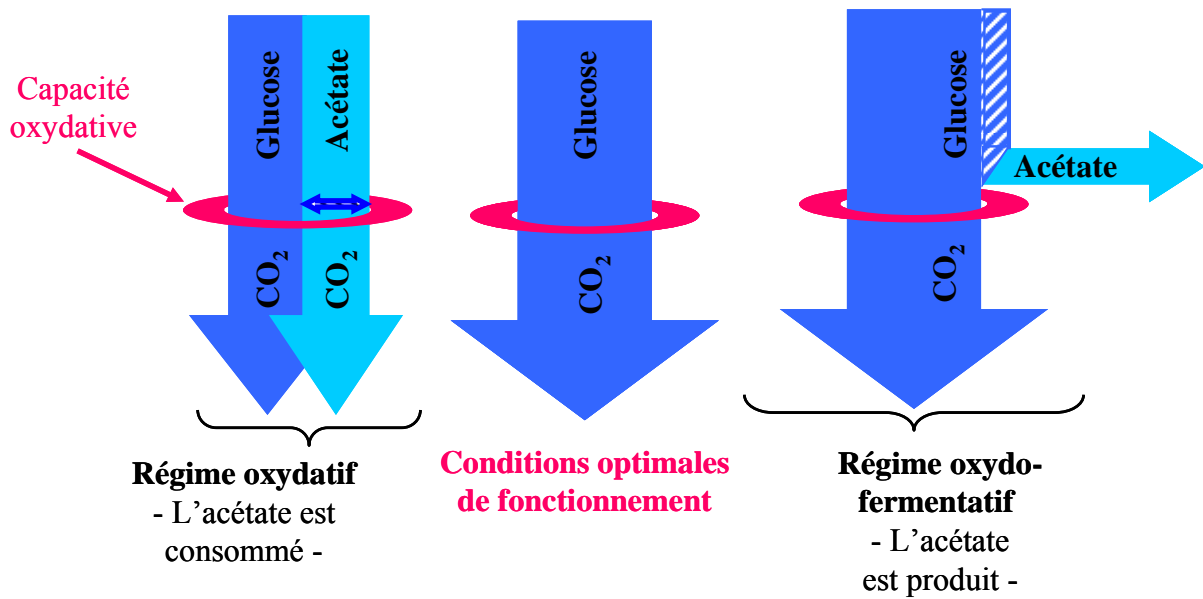 Capacité
oxydative
Glucose
Acétate
CO2
CO2
Régime oxydatif
- L'acétate est
consommé -
Glucose
CO2
Conditions optimales
de fonctionnement
Glucose
Acétate
CO2
Régime oxydo-
fermentatif
- L'acétate
est produit -